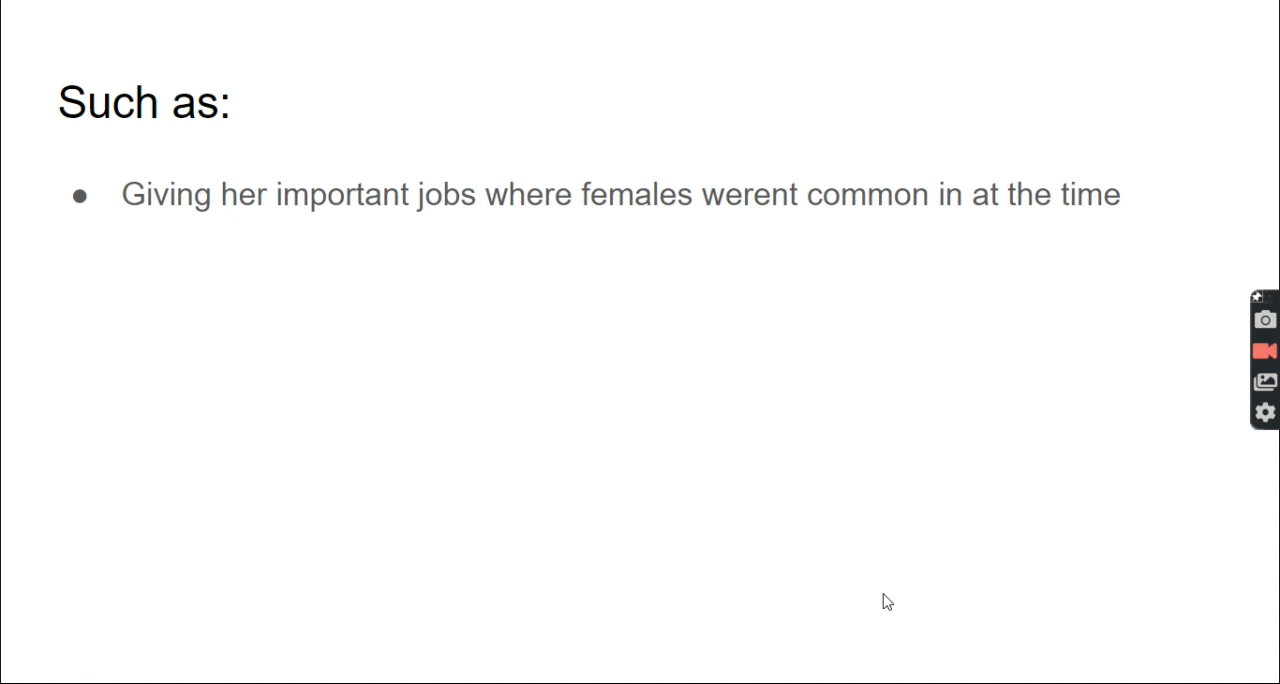 Such as:
● Giving her important jobs where females werent common in at the time